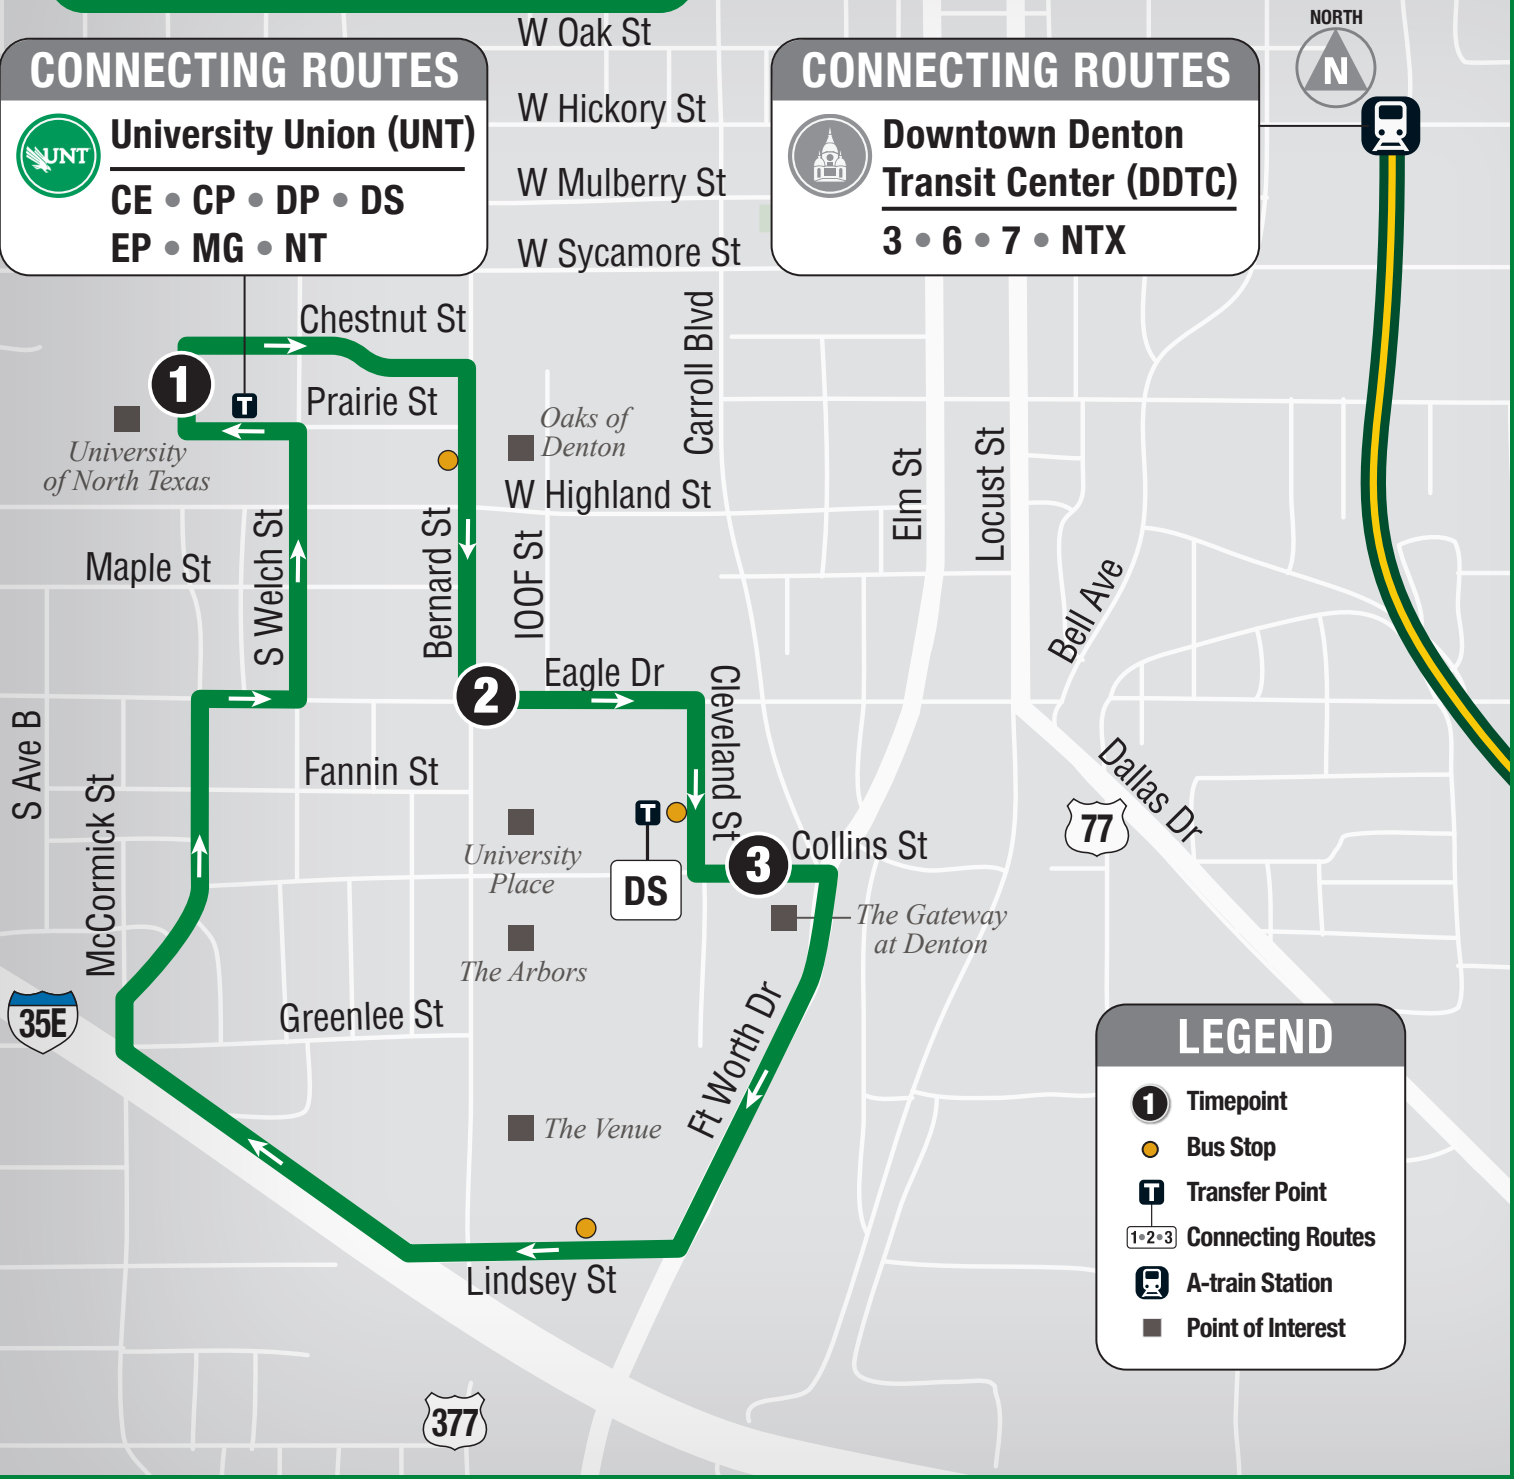 W Oak St
NORTH
N
CONNECTING ROUTES
UNT
University Union (UNT)
CE • CP • DP • DS
EP • MG • NT
W Hickory St
W Mulberry St
W Sycamore St
CONNECTING ROUTES
Downtown Denton
Transit Center (DDTC)
3 • 6 • 7 • NTX
Chestnut St
Carroll Blvd
1
T
Prairie St
Oaks of
Denton
University
of North Texas
W Highland St
Elm St
Locust St
Maple St
S Welch St
Bernard St
IOOF St
Bell Ave
Eagle Dr
2
Cleveland St
S Ave B
Fannin St
McCormick St
Dallas Dr
77
T
DS
University
Place
3
Collins St
The Gateway
at Denton
The Arbors
35E
Greenlee St
Ft Worth Dr
The Venue
Lindsey St
377
LEGEND
1 Timepoint
Bus Stop
T Transfer Point
1•2•3 Connecting Routes
A-train Station
Point of Interest